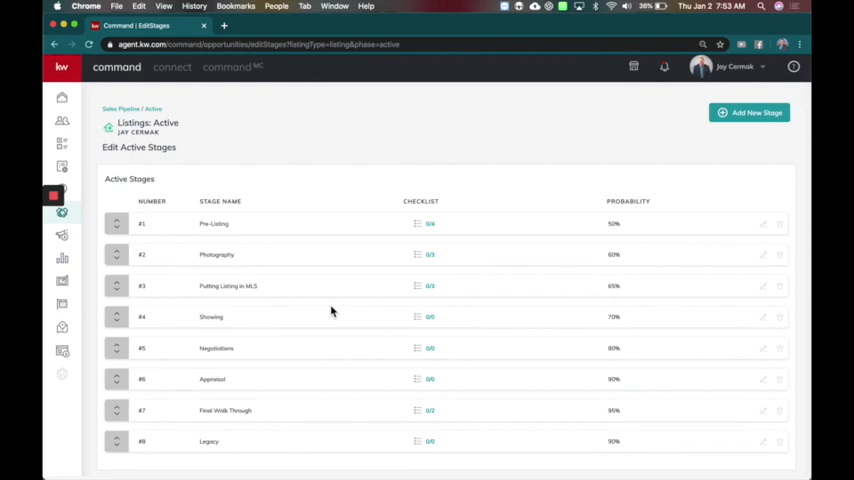 Chrome File Edit View History Bookmarks People Tab Window Help 36% Thu Jan 2 7:53 AM
kw Command | EditStages
agent.kw.com/command/opportunities/editStages?listingType=listing&phase=active
kw command connect command MC Jay Cermak
Sales Pipeline / Active
Listings: Active
JAY CERMAK
Add New Stage
Edit Active Stages
Active Stages
NUMBER STAGE NAME CHECKLIST PROBABILITY
#1 Pre-Listing 0/4 50%
#2 Photography 0/3 60%
#3 Putting Listing in MLS 0/3 65%
#4 Showing 0/0 70%
#5 Negotiations 0/0 80%
#6 Appraisal 0/0 90%
#7 Final Walk Through 0/2 95%
#8 Legacy 0/0 90%